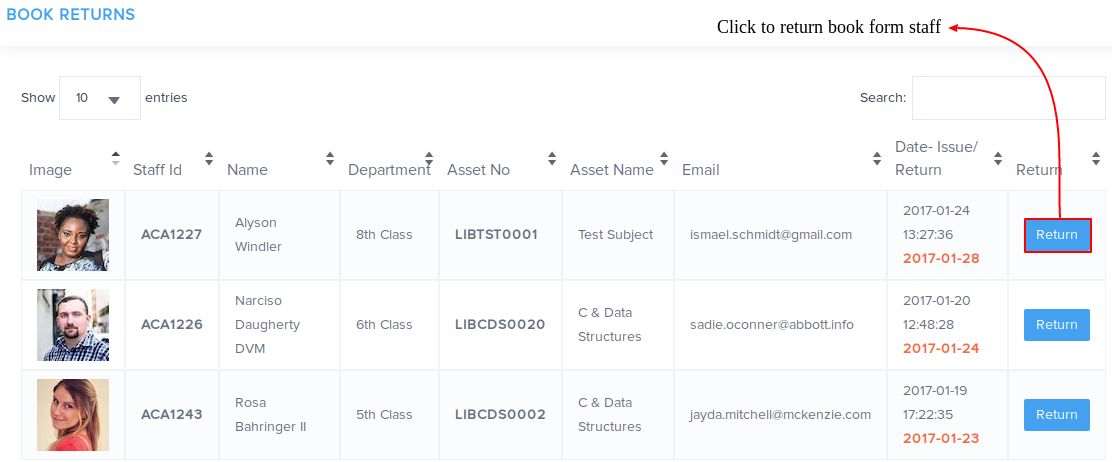 BOOK RETURNS
Click to return book form staff
Show 10 entries
Search:
Image Staff Id Name Department Asset No Asset Name Email Date- Issue/ Return Return
Alyson
Windler
ACA1227 8th Class LIBTST0001 Test Subject ismael.schmidt@gmail.com
2017-01-24
13:27:36
2017-01-28
Return
Narciso
Daugherty
DVM
ACA1226 6th Class LIBCDS0020
C & Data
Structures
sadie.oconner@abbott.info
2017-01-20
12:48:28
2017-01-24
Return
Rosa
Bahringer II
ACA1243 5th Class LIBCDS0002
C & Data
Structures
jayda.mitchell@mckenzie.com
2017-01-19
17:22:35
2017-01-23
Return